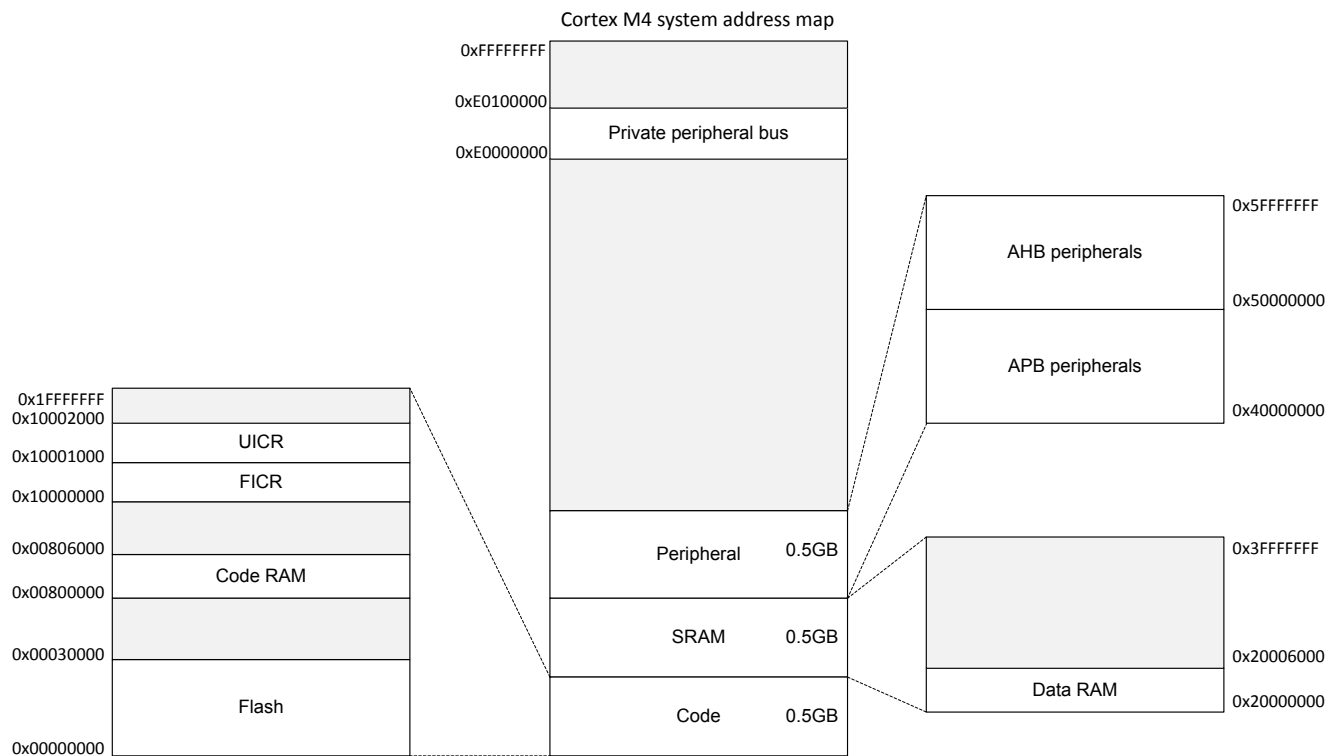 Cortex M4 system address map
0xFFFFFFFF
0xE0100000
Private peripheral bus
0xE0000000
0x5FFFFFFF
AHB peripherals
0x50000000
APB peripherals
0x40000000
0x1FFFFFFF
0x10002000
UICR
0x10001000
FICR
0x10000000
0x00806000
Code RAM
0x00800000
0x00030000
Flash
0x00000000
Peripheral 0.5GB
SRAM 0.5GB
Code 0.5GB
0x3FFFFFFF
0x20006000
Data RAM
0x20000000